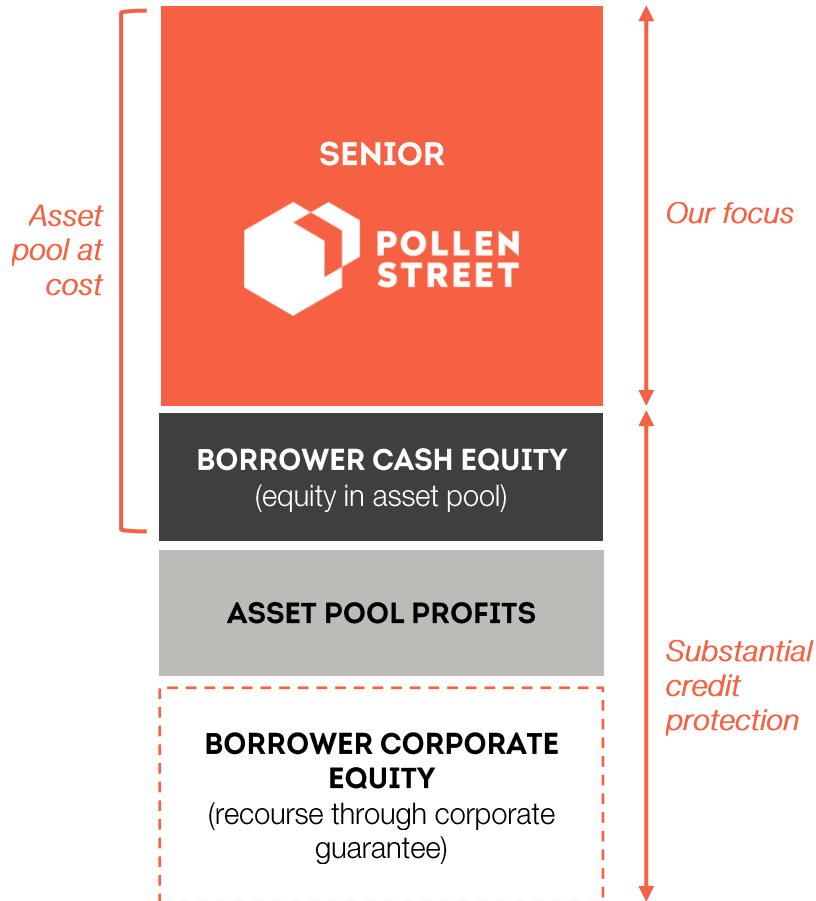 SENIOR
POLLEN
STREET
Asset
pool at
cost
Our focus
BORROWER CASH EQUITY
(equity in asset pool)
ASSET POOL PROFITS
Substantial
credit
protection
BORROWER CORPORATE
EQUITY
(recourse through corporate
guarantee)